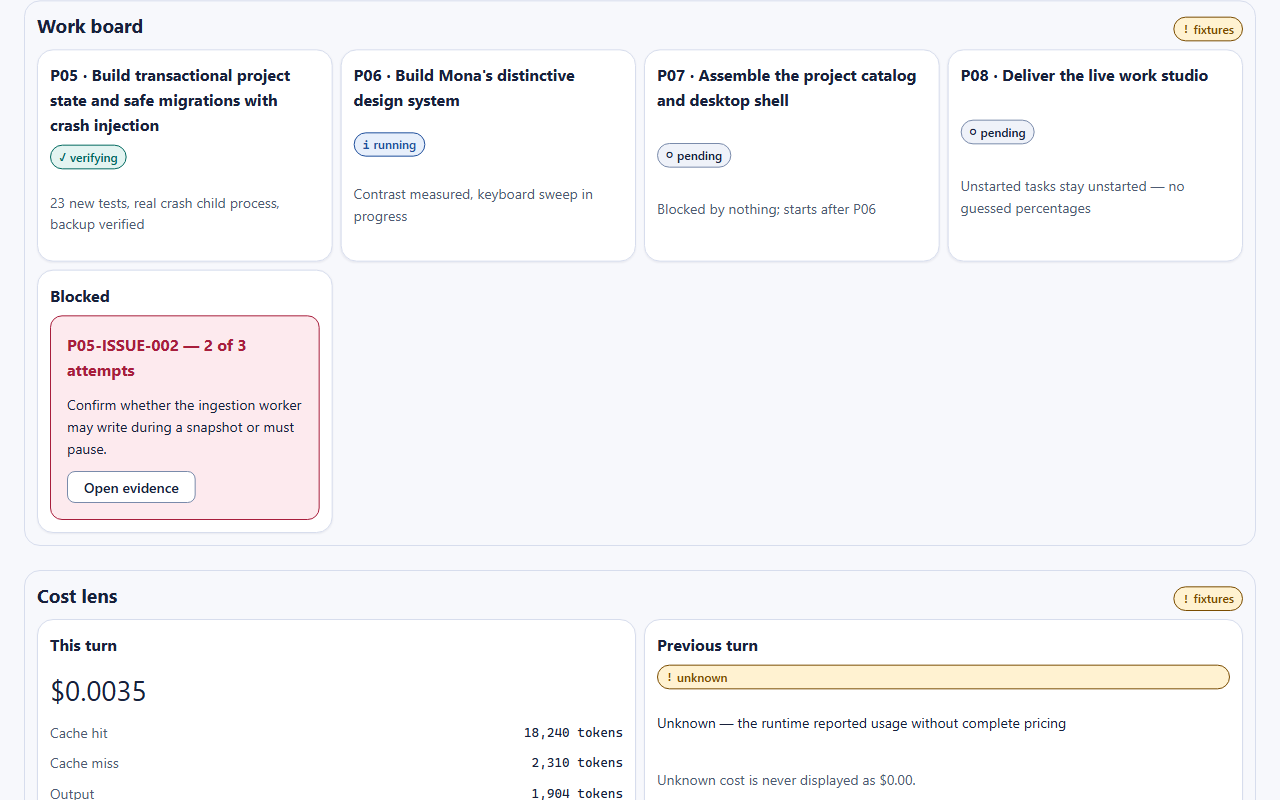 Work board
! fixtures
P05 · Build transactional project
state and safe migrations with
crash injection
✓ verifying
23 new tests, real crash child process,
backup verified
P06 · Build Mona's distinctive
design system
i running
Contrast measured, keyboard sweep in
progress
P07 · Assemble the project catalog
and desktop shell
○ pending
Blocked by nothing; starts after P06
P08 · Deliver the live work studio
○ pending
Unstarted tasks stay unstarted — no
guessed percentages
Blocked
P05-ISSUE-002 — 2 of 3
attempts
Confirm whether the ingestion worker
may write during a snapshot or must
pause.
Open evidence
Cost lens
! fixtures
This turn
$0.0035
Cache hit 18,240 tokens
Cache miss 2,310 tokens
Output 1,904 tokens
Previous turn
! unknown
Unknown — the runtime reported usage without complete pricing
Unknown cost is never displayed as $0.00.